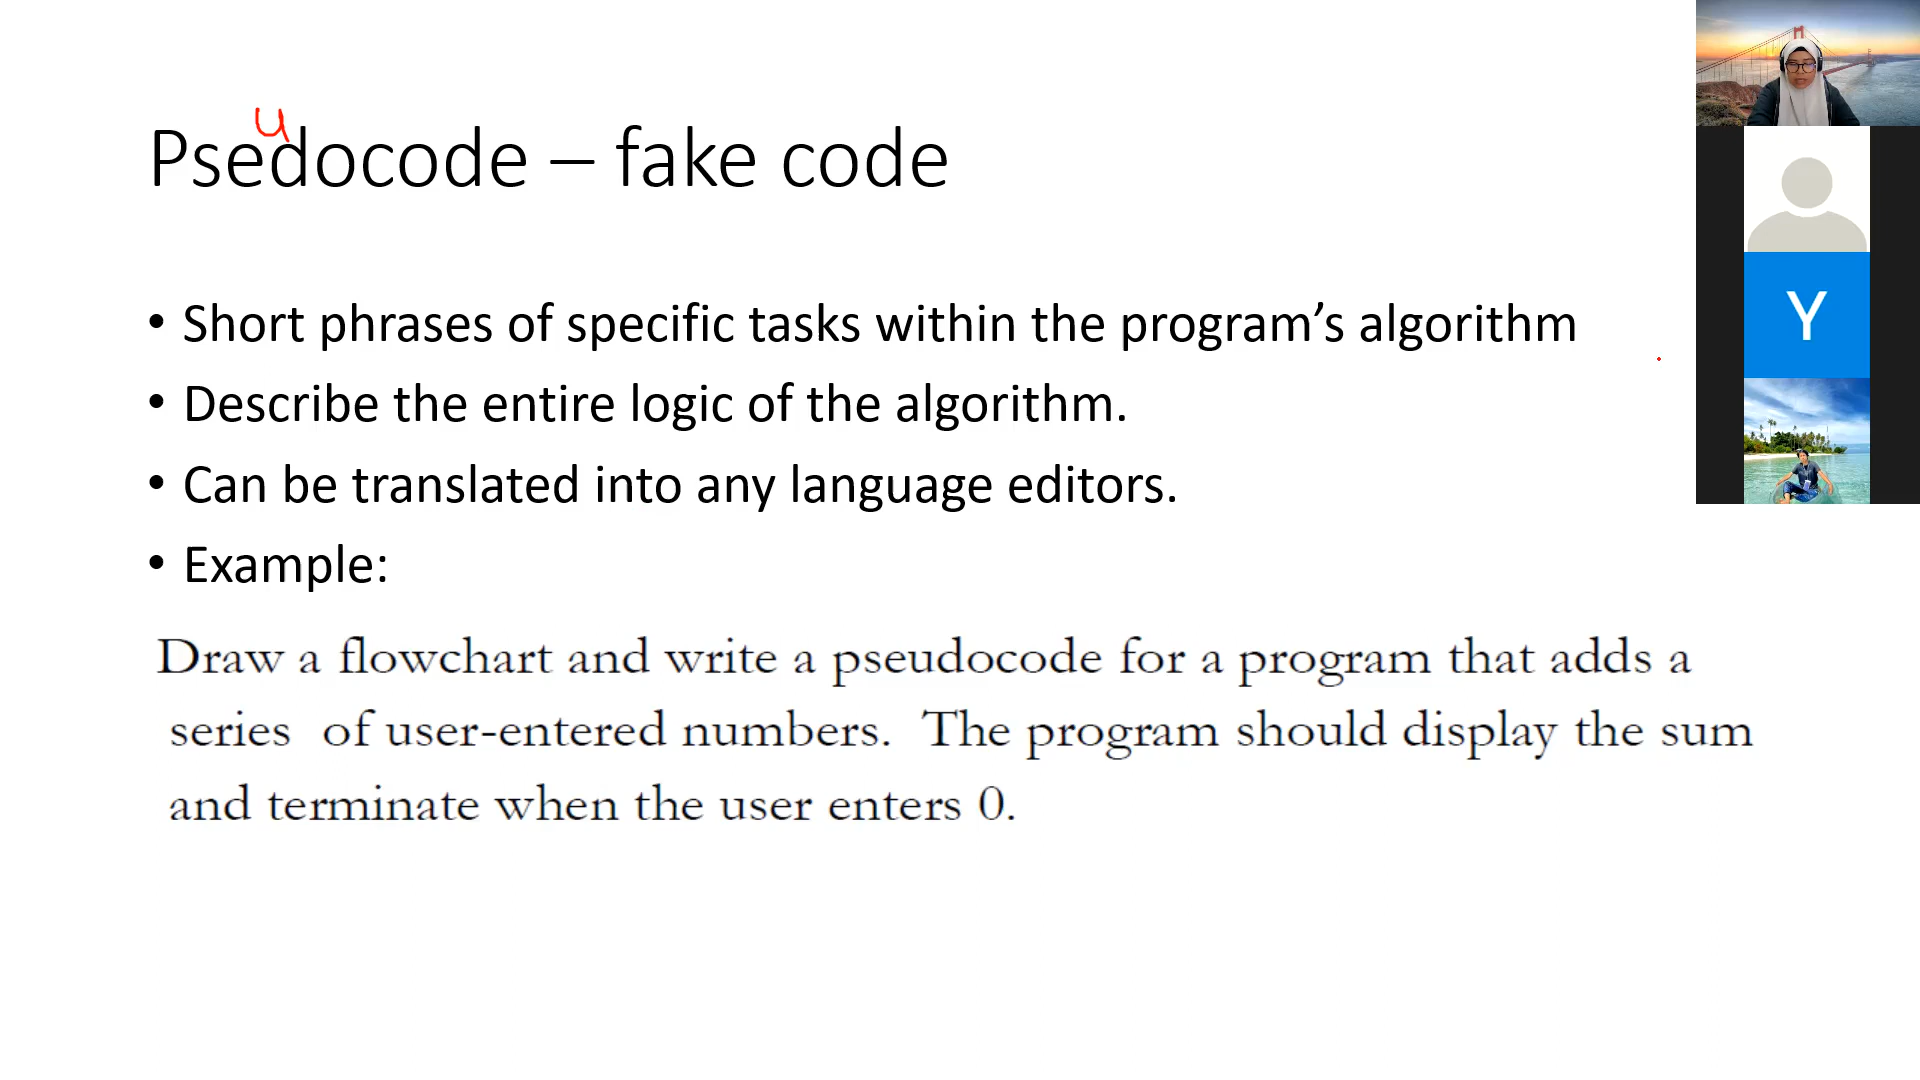 u
Psedocode – fake code
• Short phrases of specific tasks within the program’s algorithm
• Describe the entire logic of the algorithm.
• Can be translated into any language editors.
• Example:
Draw a flowchart and write a pseudocode for a program that adds a
series of user-entered numbers. The program should display the sum
and terminate when the user enters 0.
Y